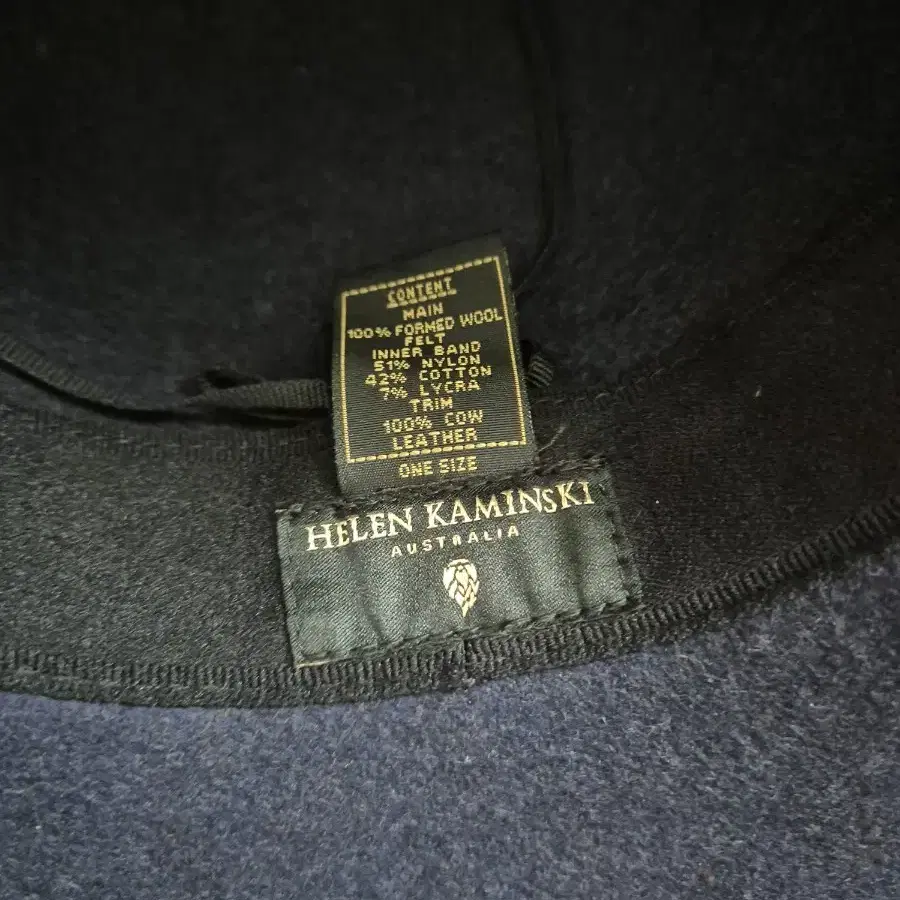 CONTENT
MAIN
100% FORMED WOOL
FELT
INNER BAND
51% NYLON
42% COTTON
7% LYCRA
TRIM
100% COW
LEATHER
ONE SIZE
HELEN KAMINSKI
AUSTRALIA